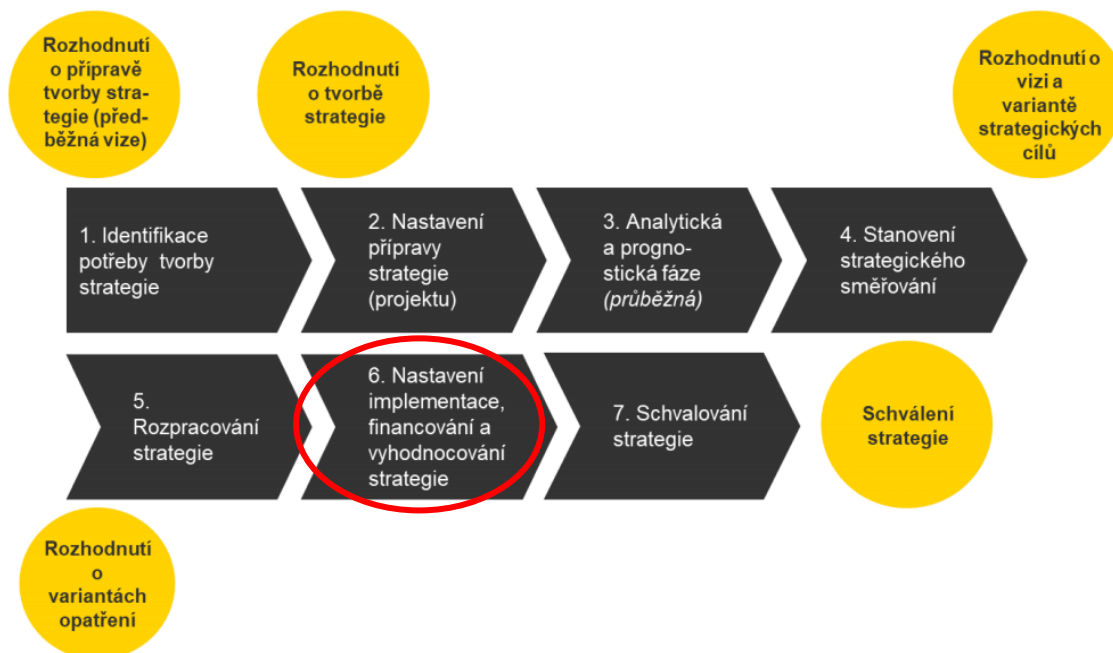 Rozhodnutí
o přípravě
tvorby stra-
tegie (před-
běžná vize)
Rozhodnutí
o tvorbě
strategie
Rozhodnutí o
vizi a
variantě
strategických
cílů
1. Identifikace
potřeby tvorby
strategie
2. Nastavení
přípravy
strategie
(projektu)
3. Analytická
a progno-
stická fáze
(průběžná)
4. Stanovení
strategického
směřování
5.
Rozpracování
strategie
6. Nastavení
implementace,
financování a
vyhodnocování
strategie
7. Schvalování
strategie
Schválení
strategie
Rozhodnutí
o
variantách
opatření